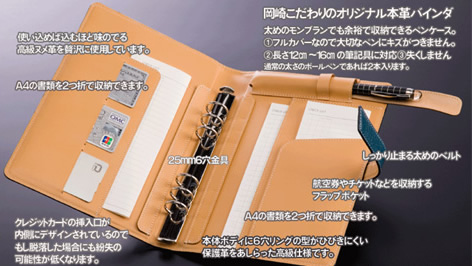 岡崎こだわりのオリジナル本革バインダ
太めのモンブランでも余裕で収納できるペンケース。
①フルカバーなので大切なペンにキズがつきません。
②長さ12cm~16cmの筆記具に対応③失くしません
通常の太さのボールペンであれば2本入ります。
使い込めば込むほど味のでる
高級ヌメ革を贅沢に使用しています。
A4の書類を2つ折で収納できます。
OMC
JCB
25mm6穴金具
しっかり止まる太めのベルト
航空券やチケットなどを収納する
フラップポケット
A4の書類を2つ折で収納できます。
クレジットカードの挿入口が
内側にデザインされているので
もし脱落した場合にも紛失の
可能性が低くなります。
本体ボディに6穴リングの型がひびきにくい
保護革をあしらった高級仕様です。